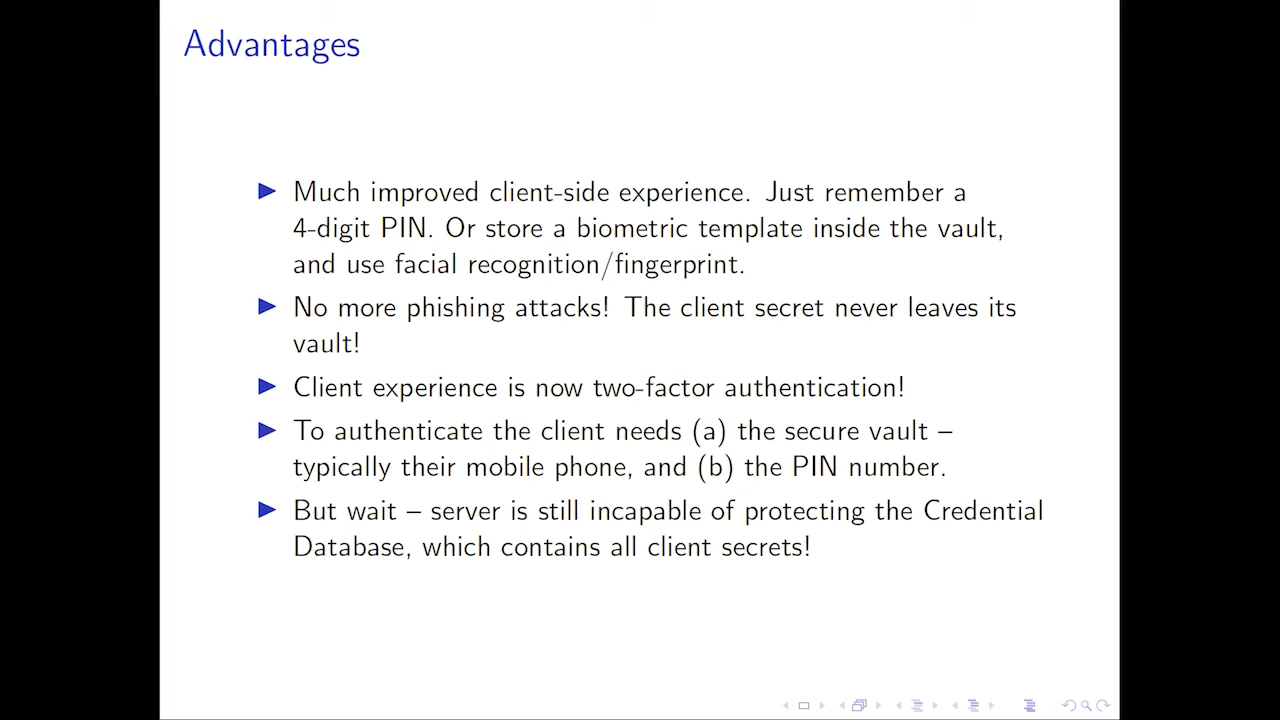 Advantages
Much improved client-side experience. Just remember a
4-digit PIN. Or store a biometric template inside the vault,
and use facial recognition/fingerprint.
No more phishing attacks! The client secret never leaves its
vault!
Client experience is now two-factor authentication!
To authenticate the client needs (a) the secure vault –
typically their mobile phone, and (b) the PIN number.
But wait – server is still incapable of protecting the Credential
Database, which contains all client secrets!